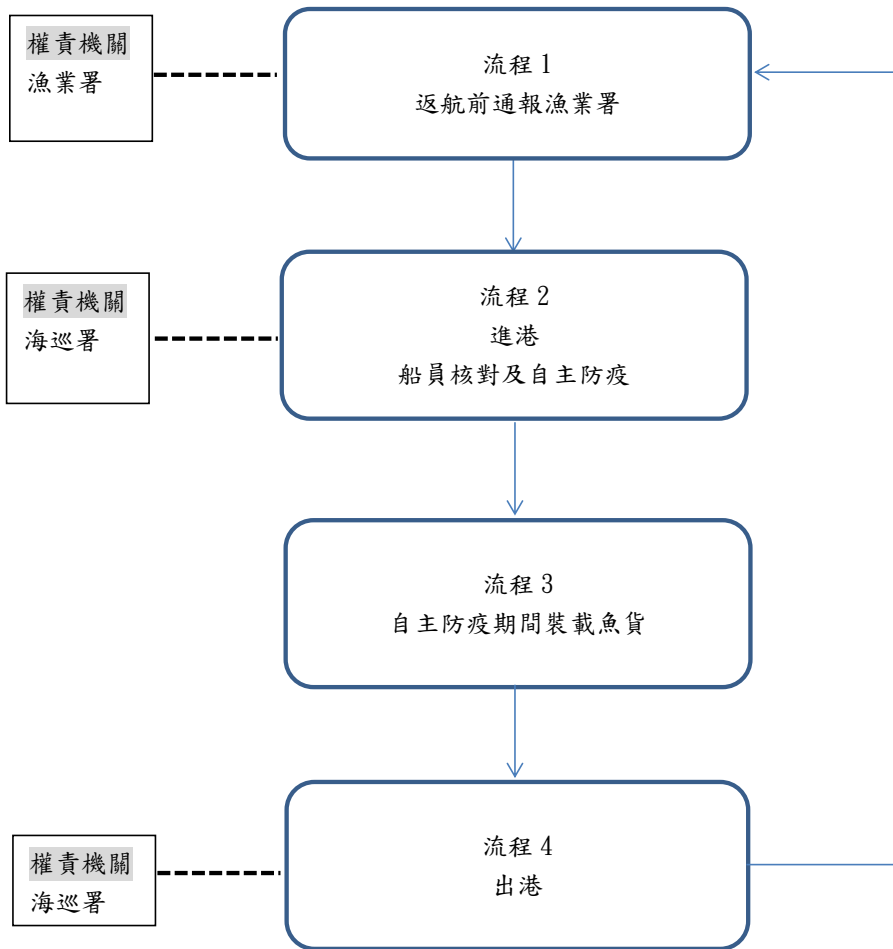 權責機關
漁業署
流程 1
返航前通報漁業署
權責機關
海巡署
流程 2
進港
船員核對及自主防疫
流程 3
自主防疫期間裝載魚貨
權責機關
海巡署
流程 4
出港